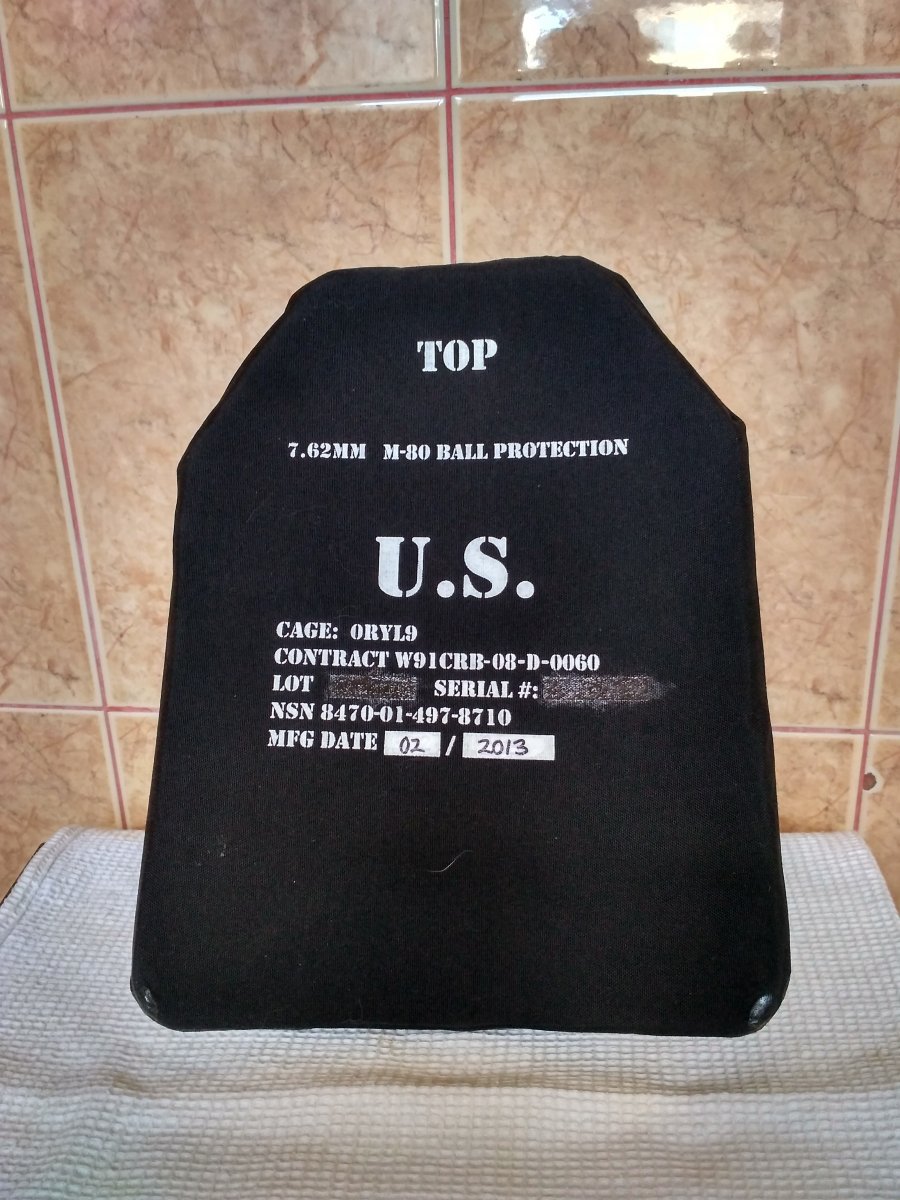 TOP
7.62MM M-80 BALL PROTECTION
U.S.
CAGE: 0RYL9
CONTRACT W91CRB-08-D-0060
LOT SERIAL #:
NSN 8470-01-497-8710
MFG DATE 02 / 2013